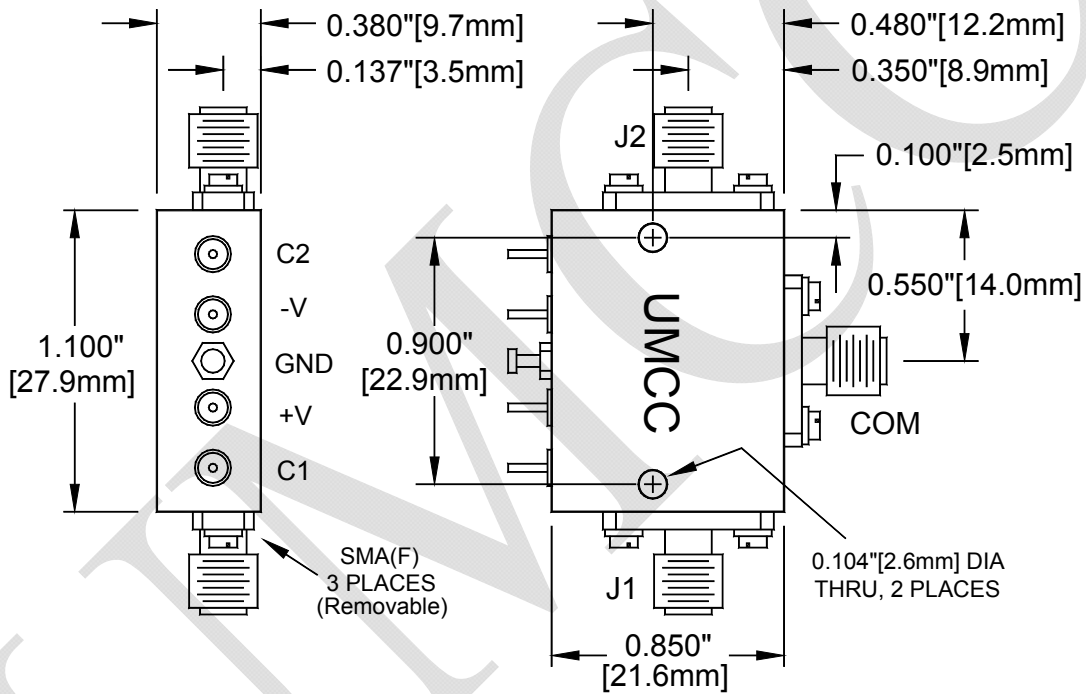 0.380"[9.7mm]
0.137"[3.5mm]
0.480"[12.2mm]
0.350"[8.9mm]
J2
0.100"[2.5mm]
C2
-V
GND
+V
C1
1.100"
[27.9mm]
0.900"
[22.9mm]
UMCC
0.550"[14.0mm]
COM
SMA(F)
3 PLACES
(Removable)
J1
0.104"[2.6mm] DIA
THRU, 2 PLACES
0.850"
[21.6mm]
UMCC